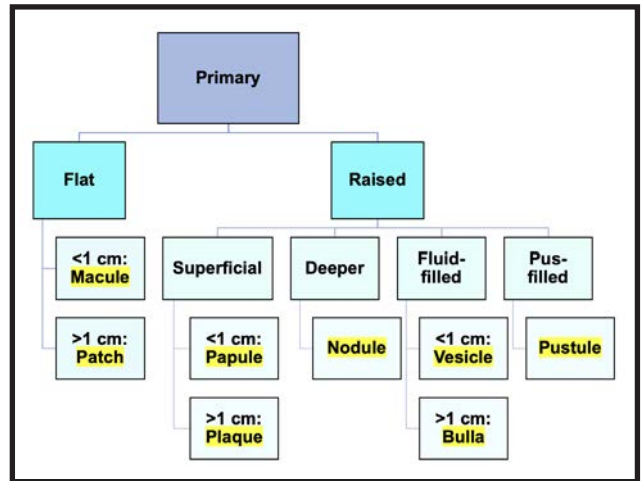 Primary
Flat
Raised
<1 cm:
Macule
Superficial
Deeper
Fluid-
filled
Pus-
filled
>1 cm:
Patch
<1 cm:
Papule
Nodule
<1 cm:
Vesicle
Pustule
>1 cm:
Plaque
>1 cm:
Bulla